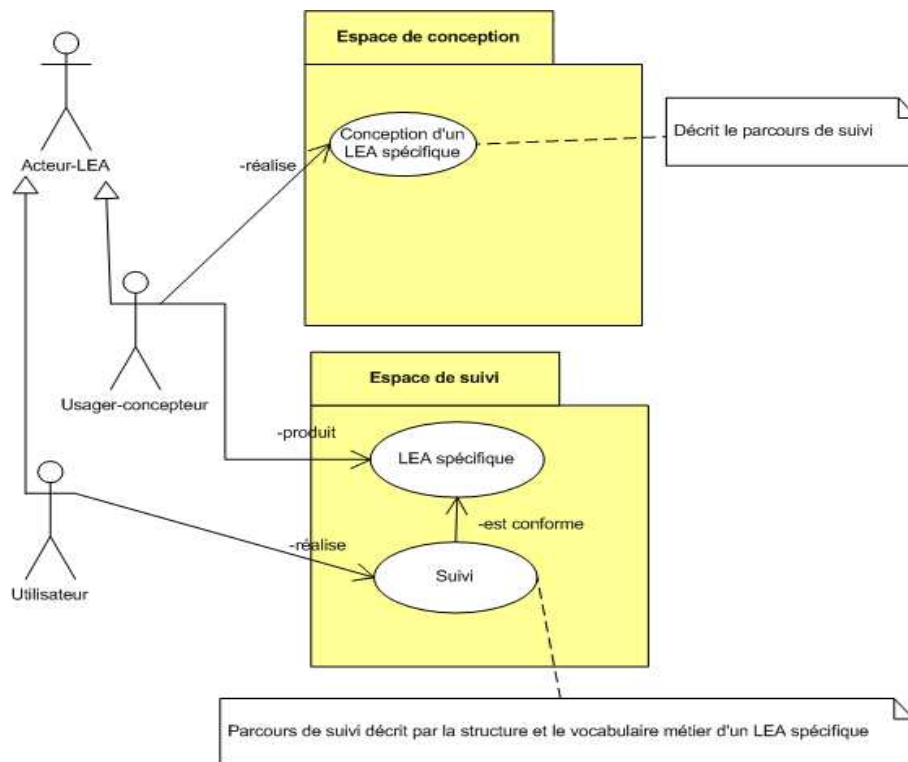 Espace de conception
Acteur-LEA
Conception d'un
LEA spécifique
Décrit le parcours de suivi
-réalise
Usager-concepteur
Espace de suivi
-produit
LEA spécifique
-est conforme
-réalise
Suivi
Utilisateur
Parcours de suivi décrit par la structure et le vocabulaire métier d'un LEA spécifique